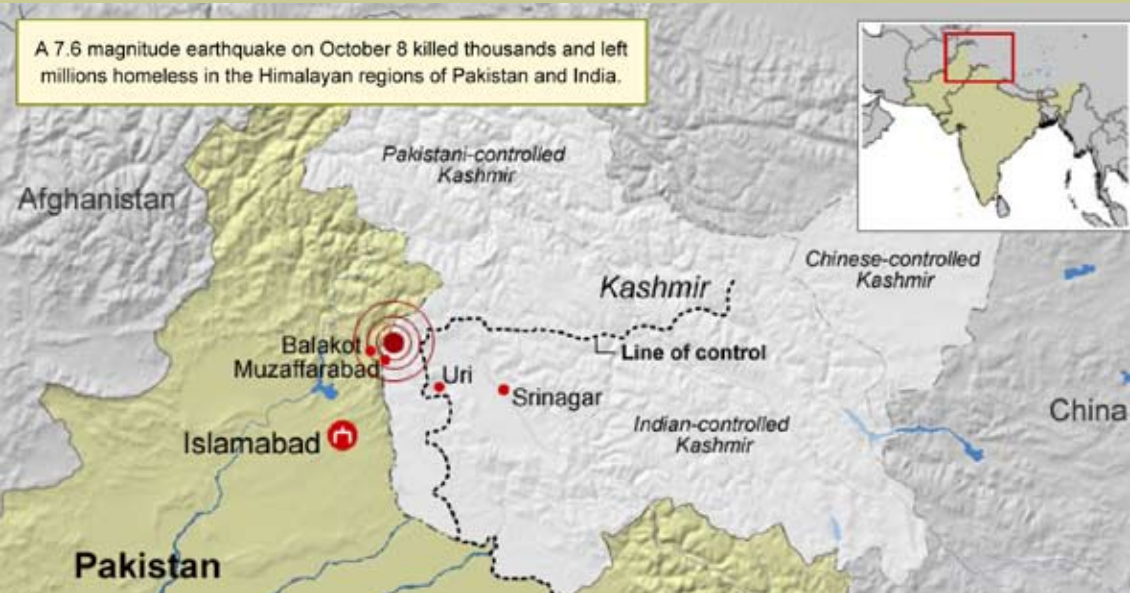 A 7.6 magnitude earthquake on October 8 killed thousands and left
millions homeless in the Himalayan regions of Pakistan and India.
Pakistani-controlled
Kashmir
Afghanistan
Chinese-controlled
Kashmir
Kashmir
Balakot
Line of control
Muzaffarabad
Uri
Srinagar
China
Indian-controlled
Kashmir
Islamabad
Pakistan